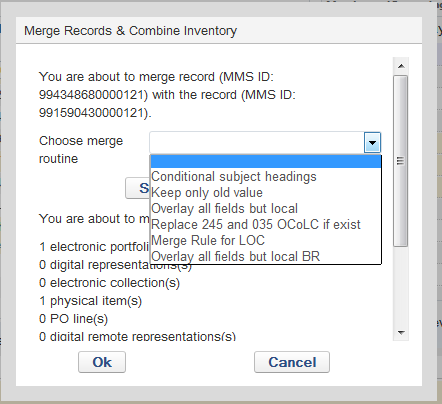 Merge Records & Combine Inventory
You are about to merge record (MMS ID:
994348680000121) with the record (MMS ID:
991590430000121).
Choose merge
routine
Conditional subject headings
Keep only old value
Overlay all fields but local
Replace 245 and 035 OCoLC if exist
Merge Rule for LOC
Overlay all fields but local BR
You are about to m
1 electronic portfoli
0 digital representations(s)
0 electronic collection(s)
1 physical item(s)
0 PO line(s)
0 digital remote representations(s)
Ok
Cancel